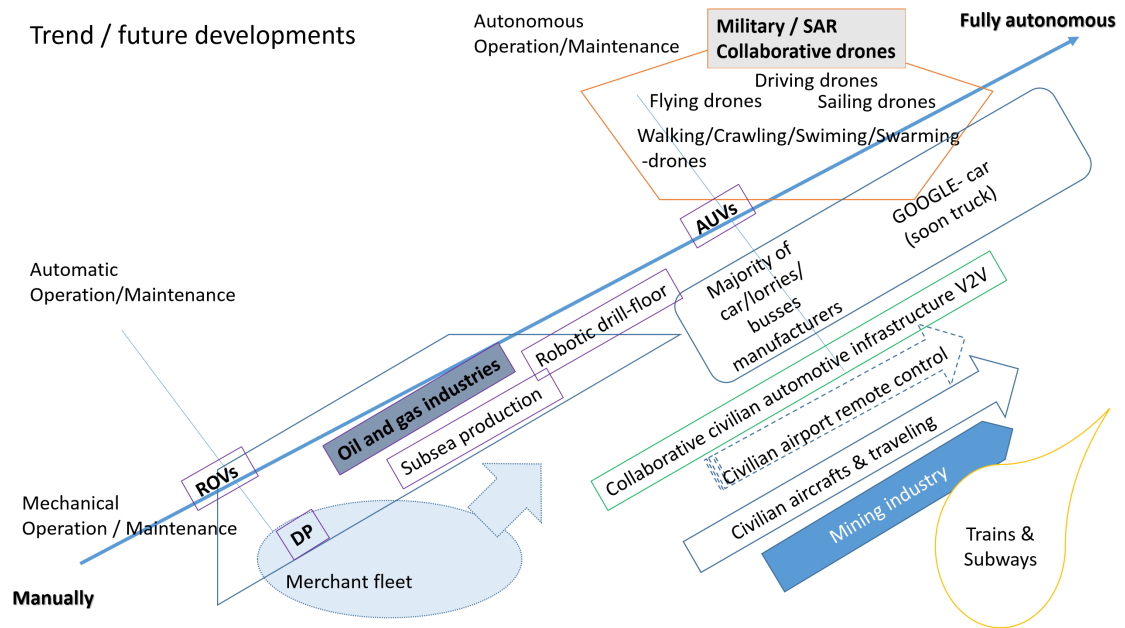 Trend / future developments
Autonomous
Operation/Maintenance
Military / SAR
Collaborative drones
Fully autonomous
Driving drones
Flying drones
Sailing drones
Walking/Crawling/Swiming/Swarming
-drones
GOOGLE- car
(soon truck)
AUVs
Majority of
car/lorries/
busses
manufacturers
Automatic
Operation/Maintenance
Robotic drill-floor
Oil and gas industries
Subsea production
Collaborative civilian automotive infrastructure V2V
Civilian airport remote control
Civilian aircrafts & traveling
Mining industry
Trains &
Subways
ROVs
Mechanical
Operation / Maintenance
DP
Merchant fleet
Manually